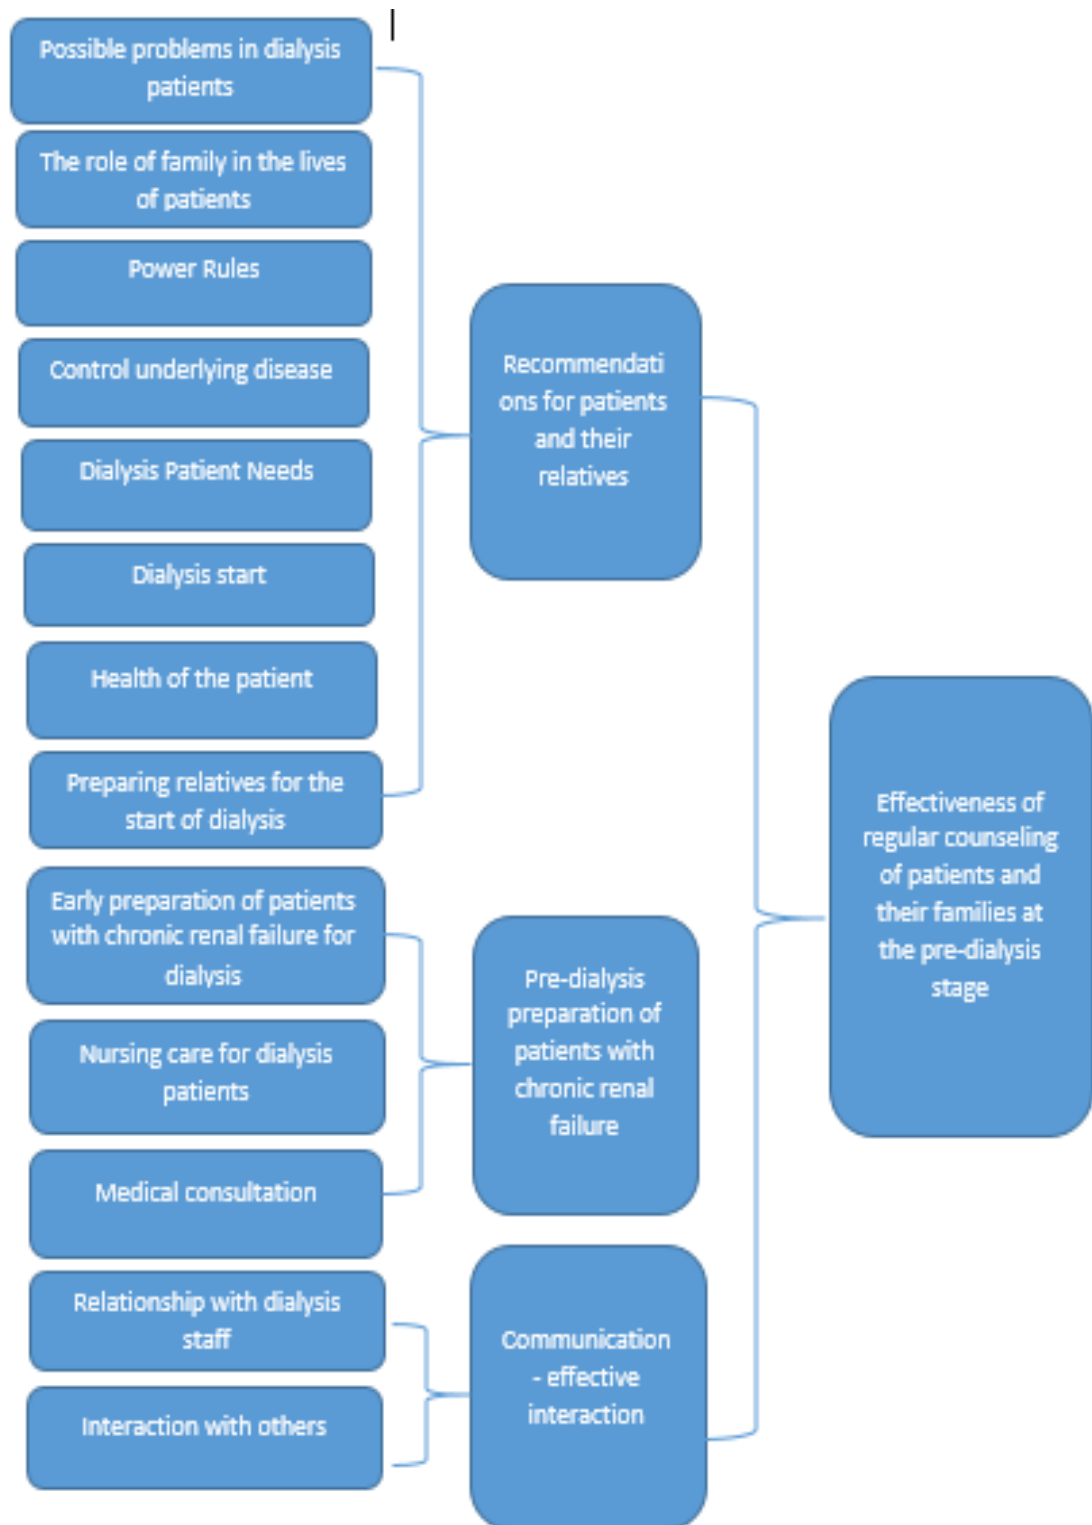 Possible problems in dialysis
patients
The role of family in the lives
of patients
Power Rules
Control underlying disease
Dialysis Patient Needs
Dialysis start
Health of the patient
Preparing relatives for the
start of dialysis
Early preparation of patients
with chronic renal failure for
dialysis
Nursing care for dialysis
patients
Medical consultation
Relationship with dialysis
staff
Interaction with others
Recommendati
ons for patients
and their
relatives
Pre-dialysis
preparation of
patients with
chronic renal
failure
Communication
- effective
interaction
Effectiveness of
regular counseling
of patients and
their families at
the pre-dialysis
stage